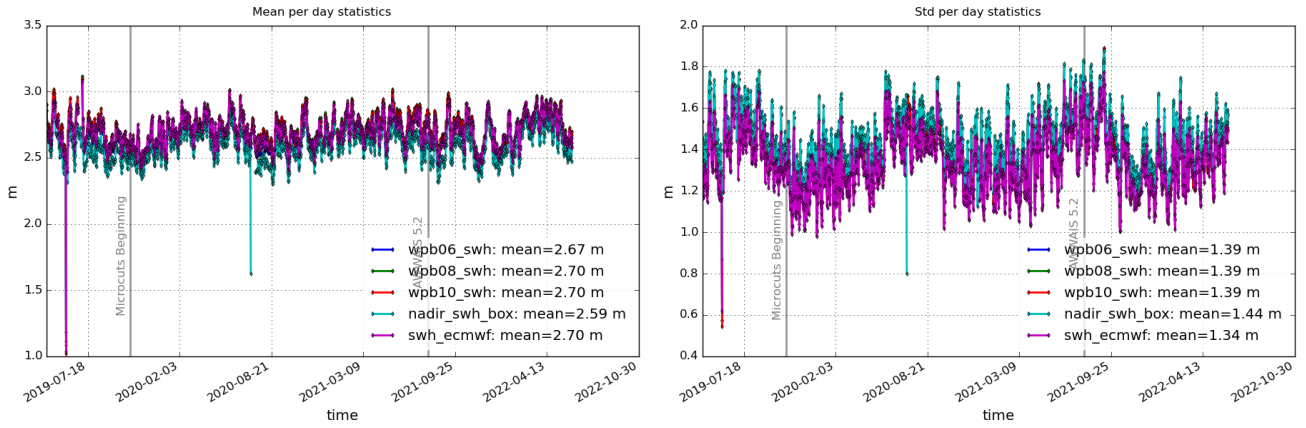 Mean per day statistics
3.5
3.0
2.5
2.0
1.5
1.0
m
Microcuts Beginning
wpb06_swh: mean=2.67 m
wpb08_swh: mean=2.70 m
wpb10_swh: mean=2.70 m
nadir_swh_box: mean=2.59 m
swh_ecmwf: mean=2.70 m
2019-07-18
2020-02-03
2020-08-21
2021-03-09
2021-09-25
2022-04-13
2022-10-30
time
Std per day statistics
2.0
1.8
1.6
1.4
1.2
1.0
0.8
0.6
0.4
m
Microcuts Beginning
5.2
wpb06_swh: mean=1.39 m
wpb08_swh: mean=1.39 m
wpb10_swh: mean=1.39 m
nadir_swh_box: mean=1.44 m
swh_ecmwf: mean=1.34 m
2019-07-18
2020-02-03
2020-08-21
2021-03-09
2021-09-25
2022-04-13
2022-10-30
time